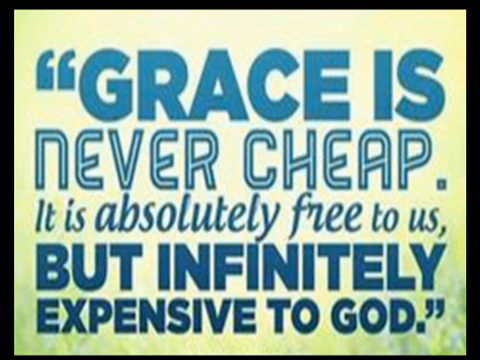 “GRACE IS
NEVER CHEAP.
It is absolutely free to us,
BUT INFINITELY
EXPENSIVE TO GOD.”